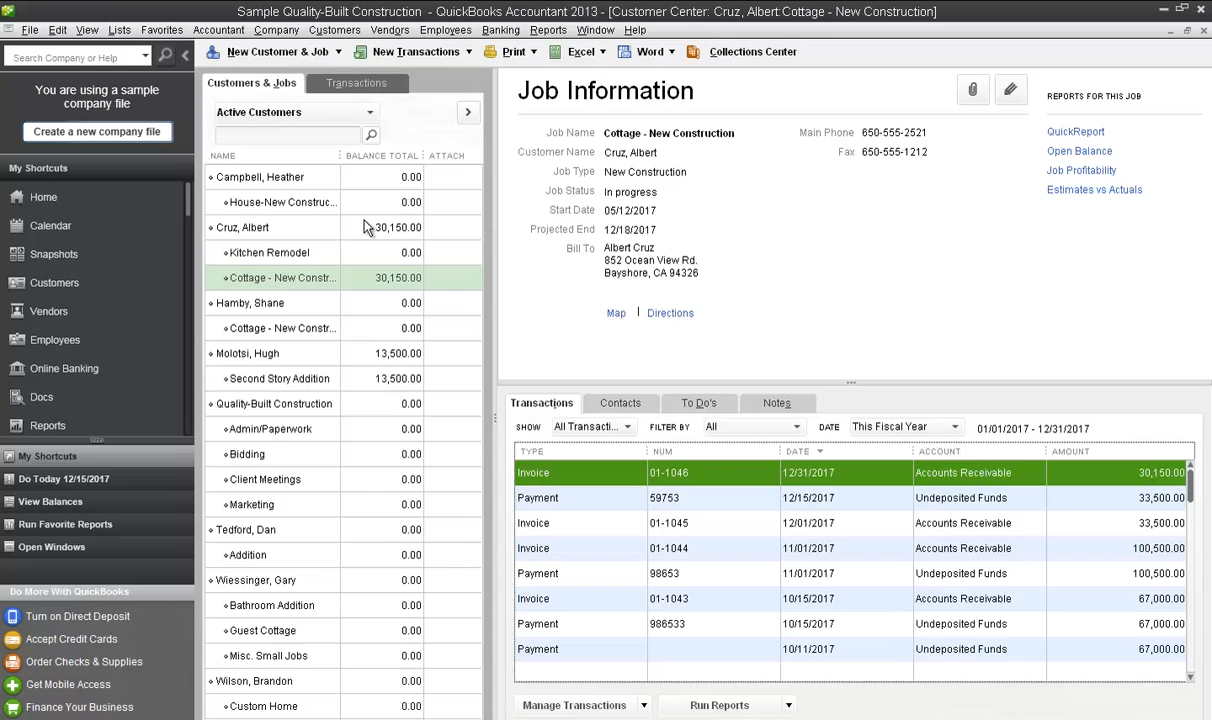 Sample Quality-Built Construction - QuickBooks Accountant 2013 - [Customer Center: Cruz, Albert:Cottage - New Construction]
File Edit View Lists Favorites Accountant Company Customers Vendors Employees Banking Reports Window Help
Search Company or Help
New Customer & Job New Transactions Print Excel Word Collections Center
You are using a sample
company file
Create a new company file
My Shortcuts
Home
Calendar
Snapshots
Customers
Vendors
Employees
Online Banking
Docs
Reports
My Shortcuts
Do Today 12/15/2017
View Balances
Run Favorite Reports
Open Windows
Do More With QuickBooks
Turn on Direct Deposit
Accept Credit Cards
Order Checks & Supplies
Get Mobile Access
Finance Your Business
Customers & Jobs Transactions
Active Customers
NAME BALANCE TOTAL ATTACH
Campbell, Heather 0.00
House-New Construc... 0.00
Cruz, Albert 30,150.00
Kitchen Remodel 0.00
Cottage - New Constr... 30,150.00
Hamby, Shane 0.00
Cottage - New Constr... 0.00
Molotsi, Hugh 13,500.00
Second Story Addition 13,500.00
Quality-Built Construction 0.00
Admin/Paperwork 0.00
Bidding 0.00
Client Meetings 0.00
Marketing 0.00
Tedford, Dan 0.00
Addition 0.00
Wiessinger, Gary 0.00
Bathroom Addition 0.00
Guest Cottage 0.00
Misc. Small Jobs 0.00
Wilson, Brandon 0.00
Custom Home 0.00
Job Information
Job Name Cottage - New Construction
Customer Name Cruz, Albert
Job Type New Construction
Job Status In progress
Start Date 05/12/2017
Projected End 12/18/2017
Bill To Albert Cruz
852 Ocean View Rd.
Bayshore, CA 94326
Map | Directions
Main Phone 650-555-2521
Fax 650-555-1212
REPORTS FOR THIS JOB
QuickReport
Open Balance
Job Profitability
Estimates vs Actuals
Transactions Contacts To Do's Notes
SHOW All Transacti... FILTER BY All DATE This Fiscal Year 01/01/2017 - 12/31/2017
TYPE NUM DATE ACCOUNT AMOUNT
Invoice 01-1046 12/31/2017 Accounts Receivable 30,150.00
Payment 59753 12/15/2017 Undeposited Funds 33,500.00
Invoice 01-1045 12/01/2017 Accounts Receivable 33,500.00
Invoice 01-1044 11/01/2017 Accounts Receivable 100,500.00
Payment 98653 11/01/2017 Undeposited Funds 100,500.00
Invoice 01-1043 10/15/2017 Accounts Receivable 67,000.00
Payment 986533 10/15/2017 Undeposited Funds 67,000.00
Payment 10/11/2017 Undeposited Funds 67,000.00
Manage Transactions Run Reports